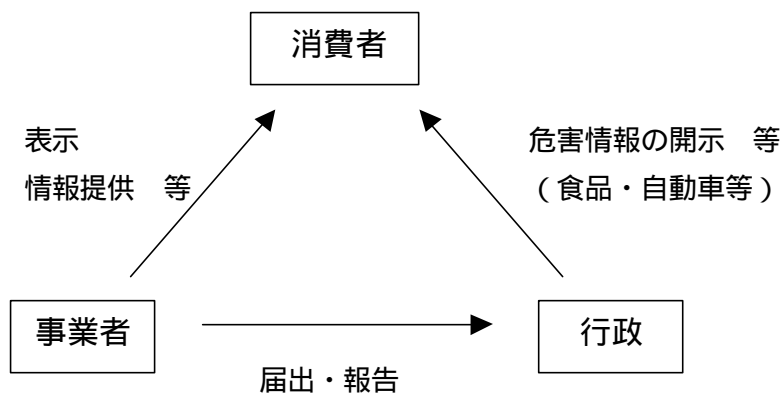 消費者
表示
情報提供　等
危害情報の開示　等
（食品・自動車等）
事業者
行政
届出・報告